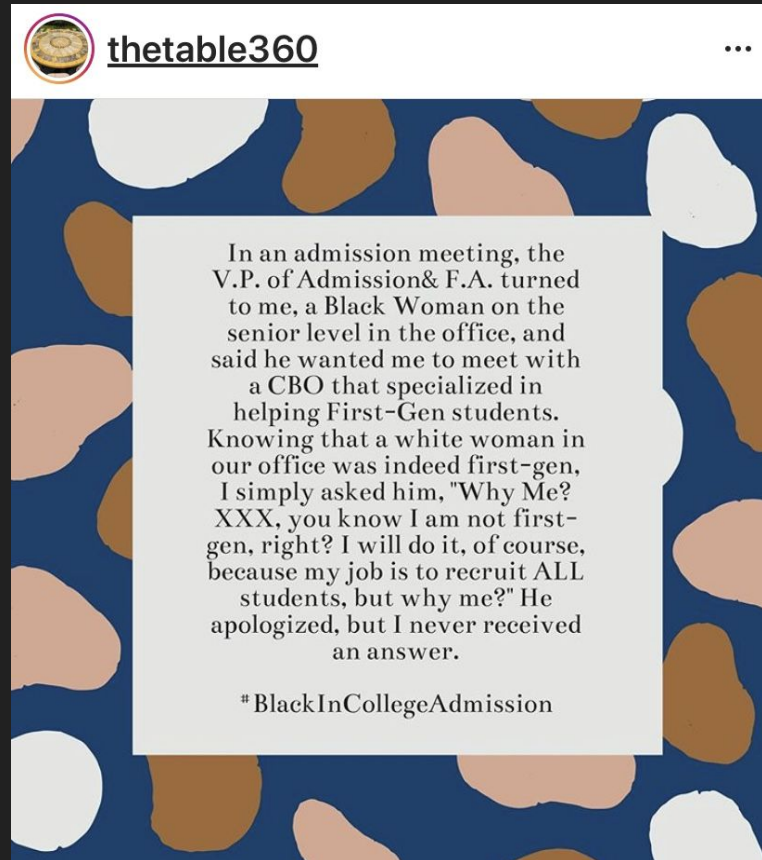 thetable360
In an admission meeting, the
V.P. of Admission& F.A. turned
to me, a Black Woman on the
senior level in the office, and
said he wanted me to meet with
a CBO that specialized in
helping First-Gen students.
Knowing that a white woman in
our office was indeed first-gen,
I simply asked him, "Why Me?
XXX, you know I am not first-
gen, right? I will do it, of course,
because my job is to recruit ALL
students, but why me?" He
apologized, but I never received
an answer.
#BlackInCollegeAdmission